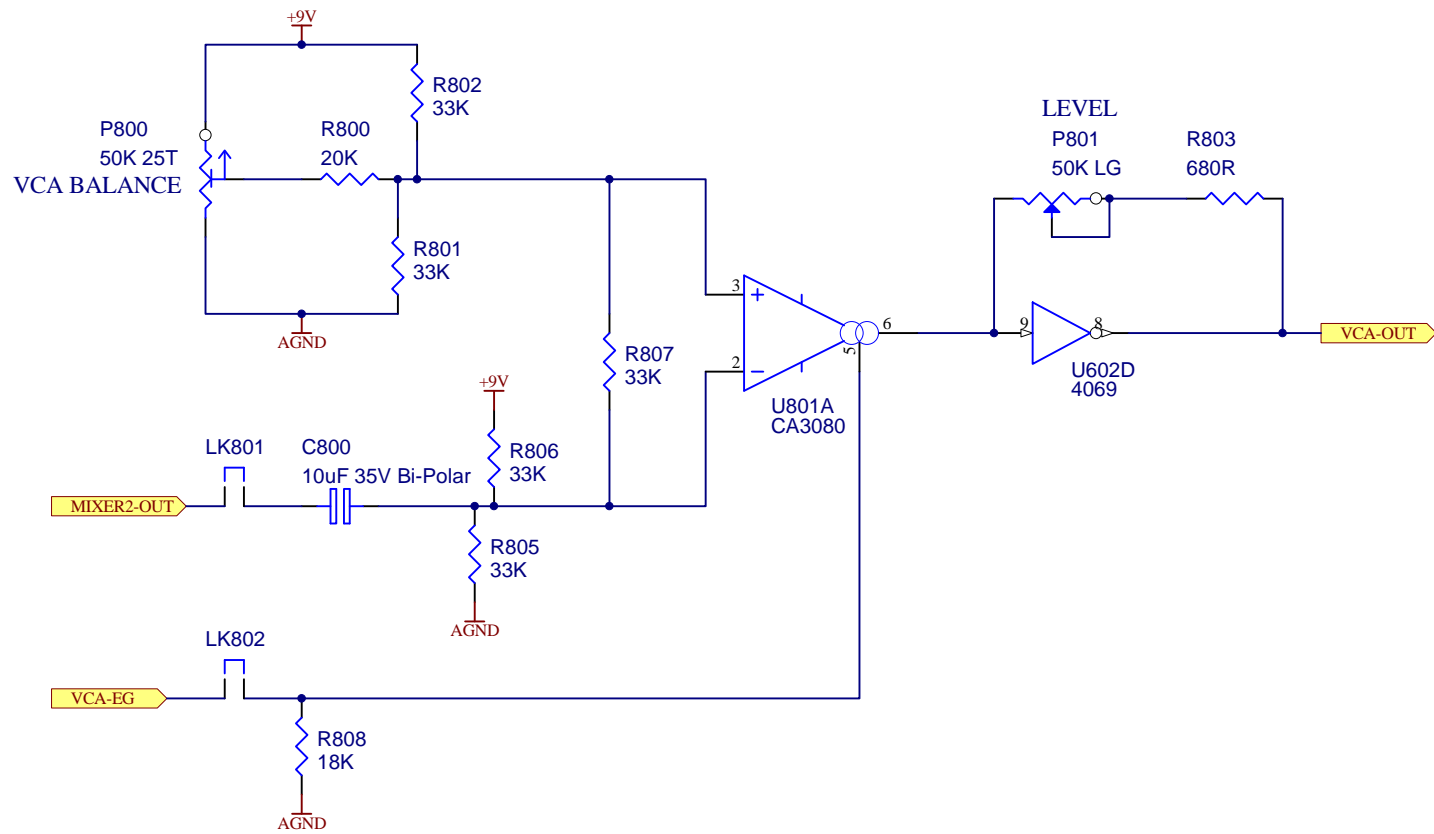 +9V
R802
33K
P800
50K 25T
VCA BALANCE
R800
20K
R801
33K
AGND
LEVEL
P801
50K LG
R803
680R
3
+
6
5
2
−
U801A
CA3080
9
8
U602D
4069
VCA-OUT
R807
33K
+9V
LK801
C800
10uF 35V Bi-Polar
R806
33K
MIXER2-OUT
R805
33K
AGND
LK802
VCA-EG
R808
18K
AGND